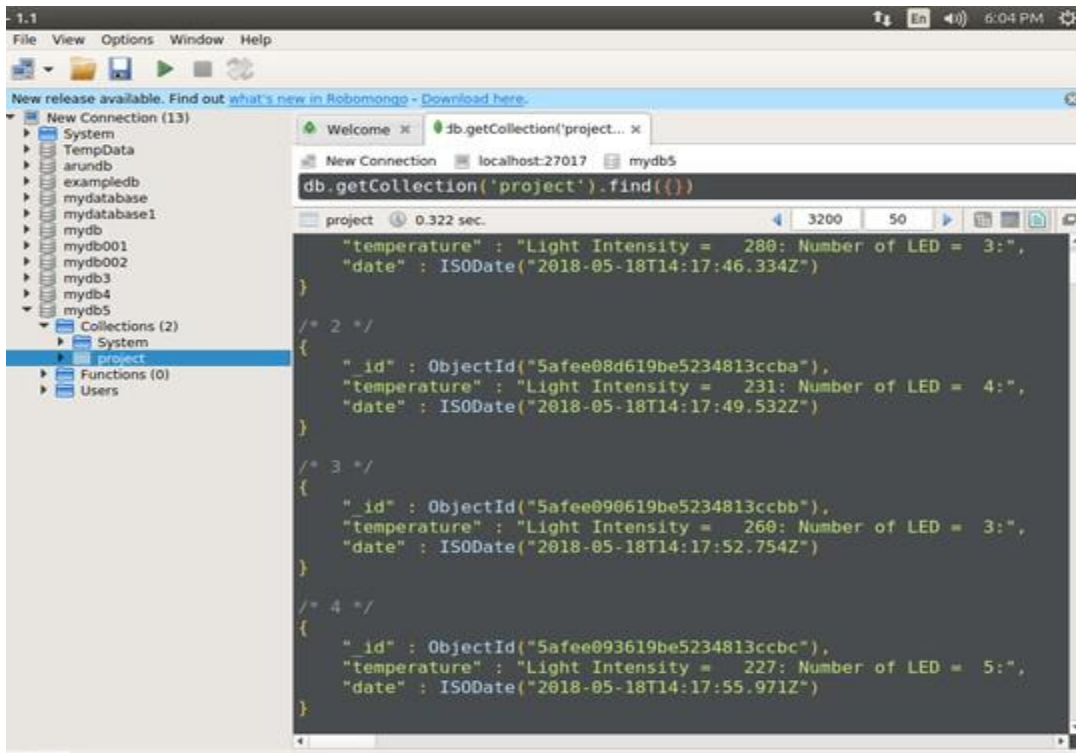 - 1.1
En 6:04 PM
File View Options Window Help
New release available. Find out what's new in Robomongo - Download here.
New Connection (13)
System
TempData
arundb
exampledb
mydatabase
mydatabase1
mydb
mydb001
mydb002
mydb3
mydb4
mydb5
Collections (2)
System
project
Functions (0)
Users
Welcome db.getCollection('project...
New Connection localhost:27017 mydb5
db.getCollection('project').find({})
project 0.322 sec. 3200 50
"temperature" : "Light Intensity =   280: Number of LED =  3:",
"date" : ISODate("2018-05-18T14:17:46.334Z")
}
/* 2 */
{
"_id" : ObjectId("5afee08d619be5234813ccba"),
"temperature" : "Light Intensity =   231: Number of LED =  4:",
"date" : ISODate("2018-05-18T14:17:49.532Z")
}
/* 3 */
{
"_id" : ObjectId("5afee090619be5234813ccbb"),
"temperature" : "Light Intensity =   260: Number of LED =  3:",
"date" : ISODate("2018-05-18T14:17:52.754Z")
}
/* 4 */
{
"_id" : ObjectId("5afee093619be5234813ccbc"),
"temperature" : "Light Intensity =   227: Number of LED =  5:",
"date" : ISODate("2018-05-18T14:17:55.971Z")
}